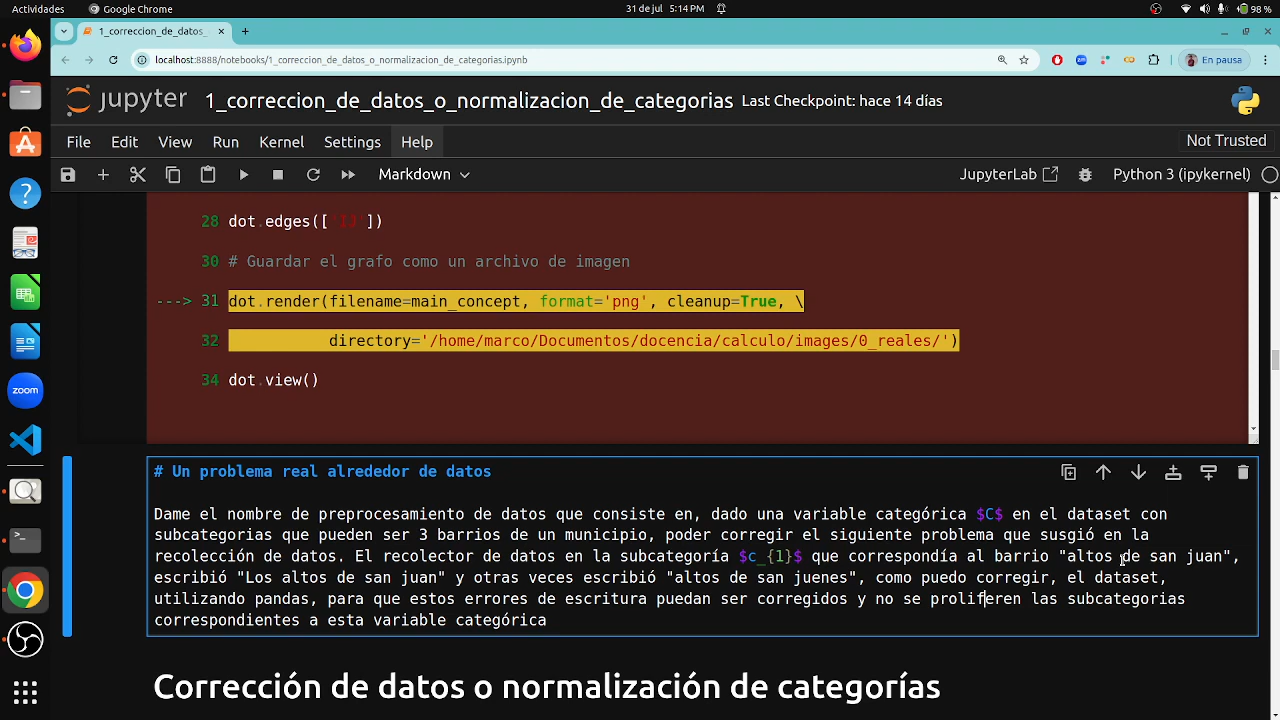 Actividades
Google Chrome
31 de jul 5:14 PM
98 %
1_correccion_de_datos_
localhost:8888/notebooks/1_correccion_de_datos_o_normalizacion_de_categorias.ipynb
En pausa
jupyter
1_correccion_de_datos_o_normalizacion_de_categorias
Last Checkpoint: hace 14 días
File Edit View Run Kernel Settings Help
Not Trusted
Markdown
JupyterLab
Python 3 (ipykernel)
28 dot.edges(['IJ'])
30 # Guardar el grafo como un archivo de imagen
---> 31 dot.render(filename=main_concept, format='png', cleanup=True, \
32 directory='/home/marco/Documentos/docencia/calculo/images/0_reales/')
34 dot.view()
# Un problema real alrededor de datos
Dame el nombre de preprocesamiento de datos que consiste en, dado una variable categórica $C$ en el dataset con
subcategorias que pueden ser 3 barrios de un municipio, poder corregir el siguiente problema que susgió en la
recolección de datos. El recolector de datos en la subcategoría $c_{1}$ que correspondía al barrio "altos de san juan",
escribió "Los altos de san juan" y otras veces escribió "altos de san juenes", como puedo corregir, el dataset,
utilizando pandas, para que estos errores de escritura puedan ser corregidos y no se proliferen las subcategorias
correspondientes a esta variable categórica
Corrección de datos o normalización de categorías
zoom